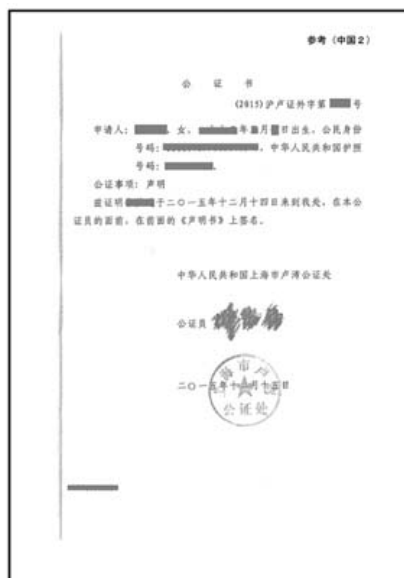 参考（中国2）
公 证 书
(2015)沪卢证外字第 号
申请人： ，女， 年 月 日出生，公民身份
号码： ，中华人民共和国护照
号码： 。
公证事项：声明
兹证明 于二〇一五年十二月十四日来到我处，在本公
证员的面前，在前面的《声明书》上签名。
中华人民共和国上海市卢湾公证处
公证员
二〇一五年十二月十五日
上海市卢湾
公证处